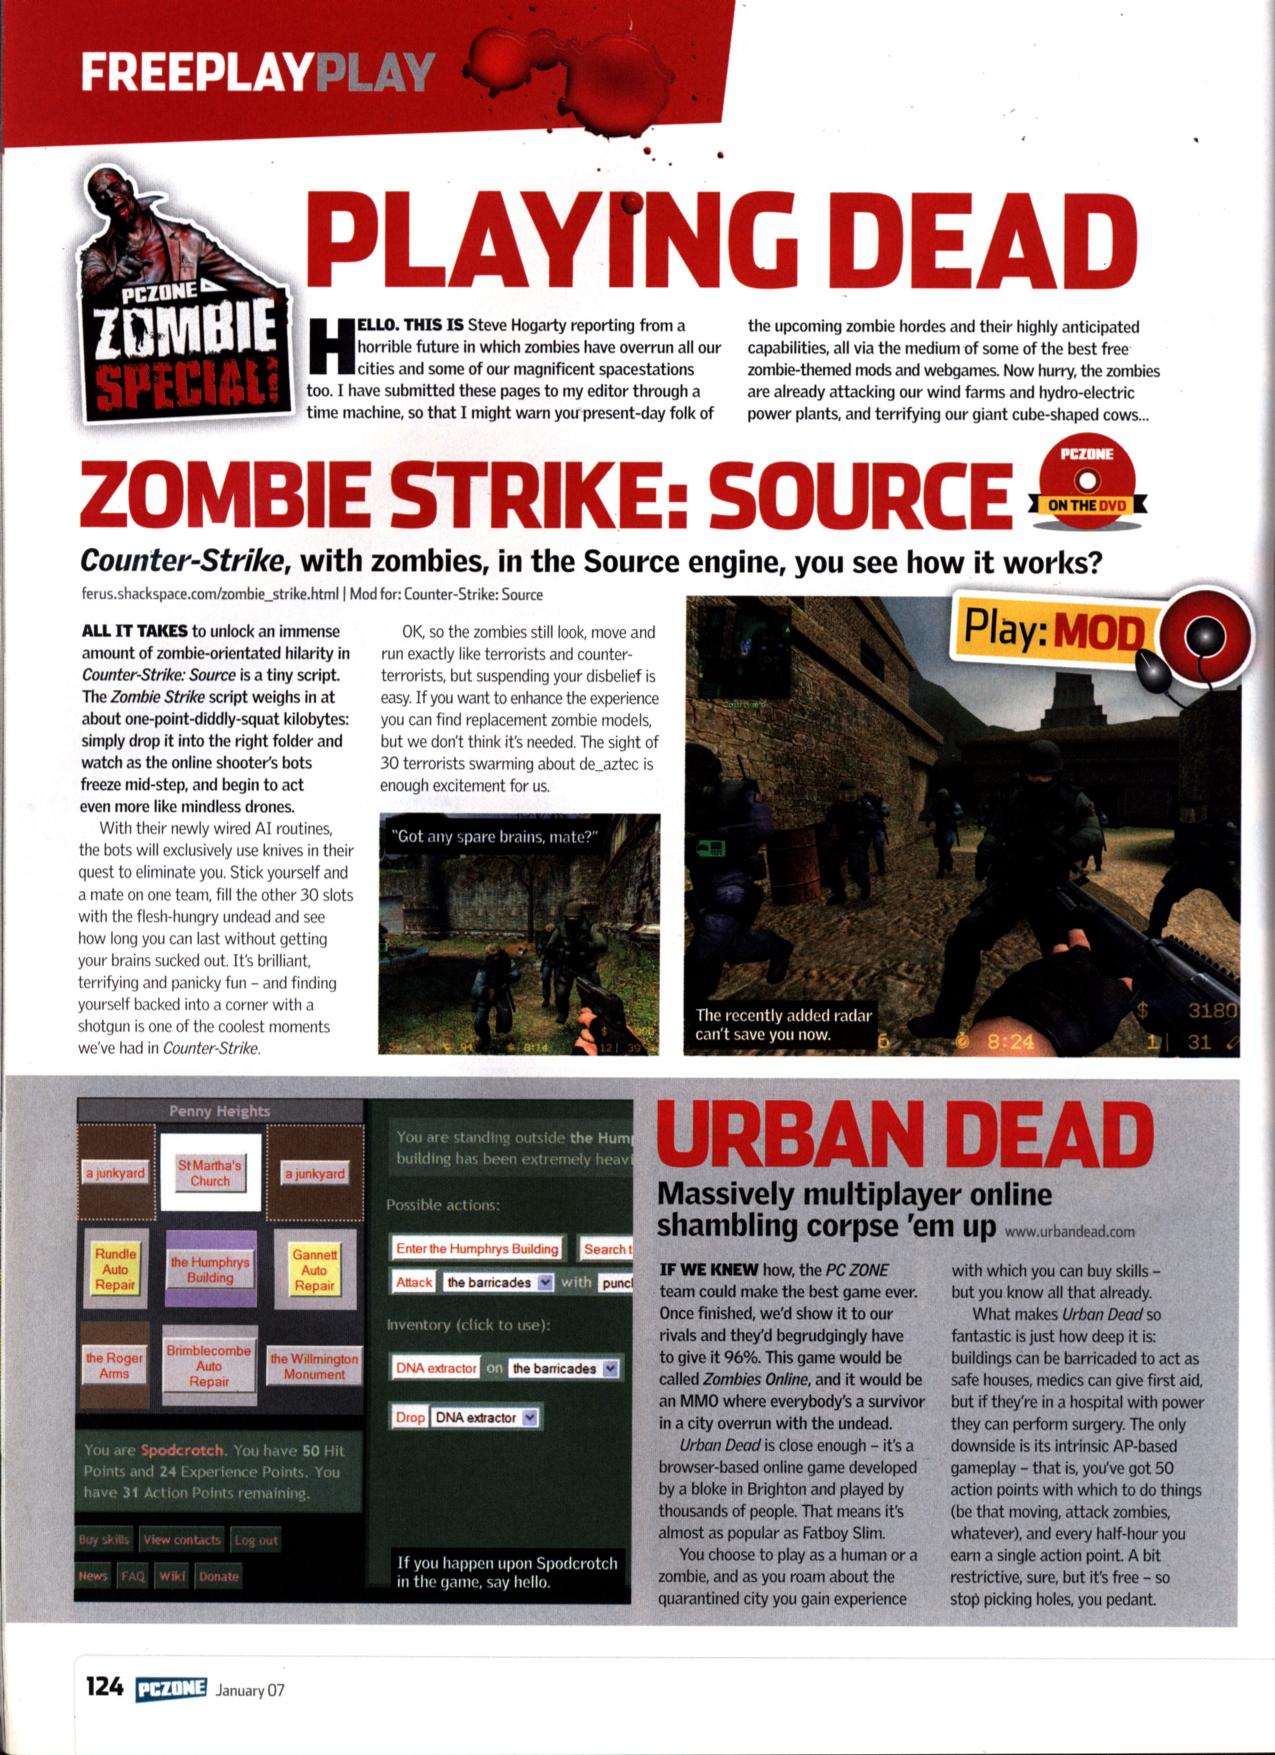 FREEPLAYPLAY
PCZONE
ZOMBIE
SPECIAL!
PLAYING DEAD
HELLO. THIS IS Steve Hogarty reporting from a
horrible future in which zombies have overrun all our
cities and some of our magnificent spacestations
too. I have submitted these pages to my editor through a
time machine, so that I might warn you present-day folk of
the upcoming zombie hordes and their highly anticipated
capabilities, all via the medium of some of the best free
zombie-themed mods and webgames. Now hurry, the zombies
are already attacking our wind farms and hydro-electric
power plants, and terrifying our giant cube-shaped cows...
ZOMBIE STRIKE: SOURCE
PCZONE
ON THE DVD
Counter-Strike, with zombies, in the Source engine, you see how it works?
ferus.shackspace.com/zombie_strike.html | Mod for: Counter-Strike: Source
ALL IT TAKES to unlock an immense
amount of zombie-orientated hilarity in
Counter-Strike: Source is a tiny script.
The Zombie Strike script weighs in at
about one-point-diddly-squat kilobytes:
simply drop it into the right folder and
watch as the online shooter's bots
freeze mid-step, and begin to act
even more like mindless drones.
With their newly wired AI routines,
the bots will exclusively use knives in their
quest to eliminate you. Stick yourself and
a mate on one team, fill the other 30 slots
with the flesh-hungry undead and see
how long you can last without getting
your brains sucked out. It's brilliant,
terrifying and panicky fun – and finding
yourself backed into a corner with a
shotgun is one of the coolest moments
we've had in Counter-Strike.
OK, so the zombies still look, move and
run exactly like terrorists and counter-
terrorists, but suspending your disbelief is
easy. If you want to enhance the experience
you can find replacement zombie models,
but we don't think it's needed. The sight of
30 terrorists swarming about de_aztec is
enough excitement for us.
"Got any spare brains, mate?"
8:14
12| 39
Play: MOD
Courtyard
The recently added radar
can't save you now.
$ 3180
8:24
1| 31
Penny Heights
a junkyard
St Martha's
Church
a junkyard
Rundle
Auto
Repair
the Humphrys
Building
Gannett
Auto
Repair
the Roger
Arms
Brimblecombe
Auto
Repair
the Willmington
Monument
You are Spodcrotch. You have 50 Hit
Points and 24 Experience Points. You
have 31 Action Points remaining.
Buy skills View contacts Log out
News FAQ Wiki Donate
You are standing outside the Hum
building has been extremely heav
Possible actions:
Enter the Humphrys Building Search t
Attack the barricades with punc
Inventory (click to use):
DNA extractor on the barricades
Drop DNA extractor
If you happen upon Spodcrotch
in the game, say hello.
URBAN DEAD
Massively multiplayer online
shambling corpse 'em up www.urbandead.com
IF WE KNEW how, the PC ZONE
team could make the best game ever.
Once finished, we'd show it to our
rivals and they'd begrudgingly have
to give it 96%. This game would be
called Zombies Online, and it would be
an MMO where everybody's a survivor
in a city overrun with the undead.
Urban Dead is close enough – it's a
browser-based online game developed
by a bloke in Brighton and played by
thousands of people. That means it's
almost as popular as Fatboy Slim.
You choose to play as a human or a
zombie, and as you roam about the
quarantined city you gain experience
with which you can buy skills –
but you know all that already.
What makes Urban Dead so
fantastic is just how deep it is:
buildings can be barricaded to act as
safe houses, medics can give first aid,
but if they're in a hospital with power
they can perform surgery. The only
downside is its intrinsic AP-based
gameplay – that is, you've got 50
action points with which to do things
(be that moving, attack zombies,
whatever), and every half-hour you
earn a single action point. A bit
restrictive, sure, but it's free – so
stop picking holes, you pedant.
124 PCZONE January 07